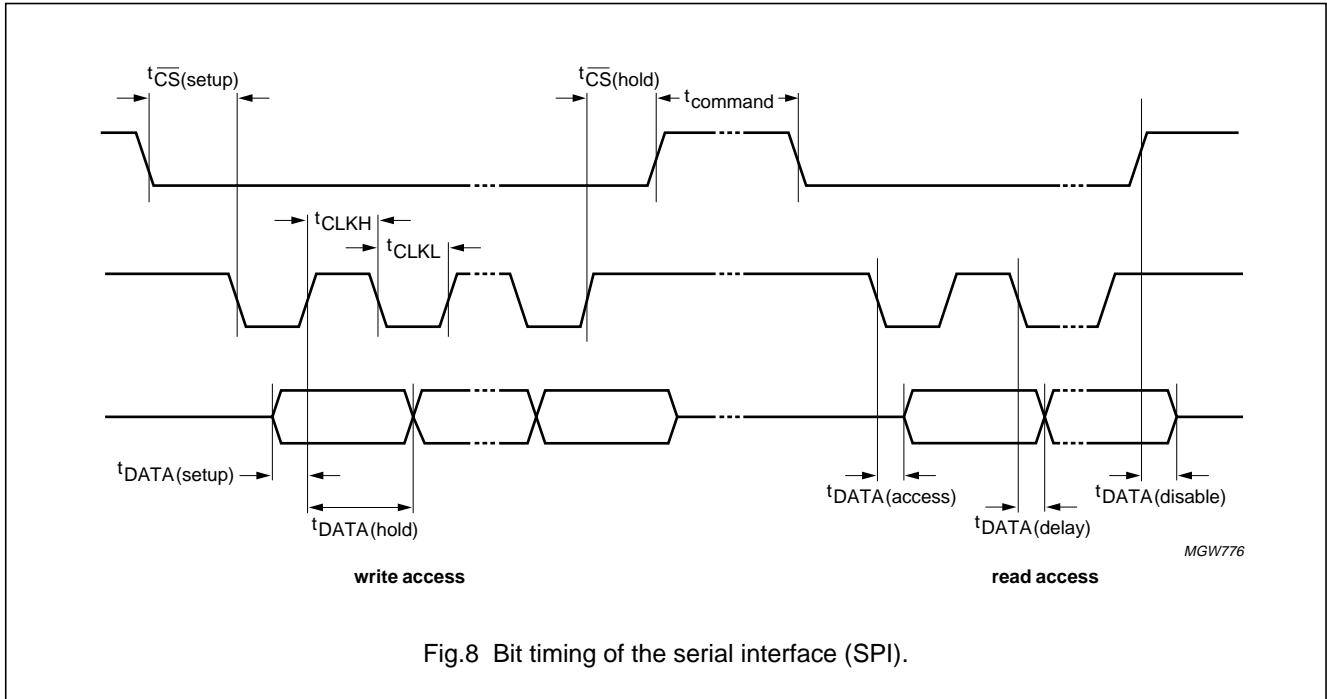 tCS(setup)
tCS(hold)
tcommand
tCLKH
tCLKL
tDATA(setup)
tDATA(hold)
tDATA(access)
tDATA(delay)
tDATA(disable)
MGW776
write access
read access
Fig.8 Bit timing of the serial interface (SPI).